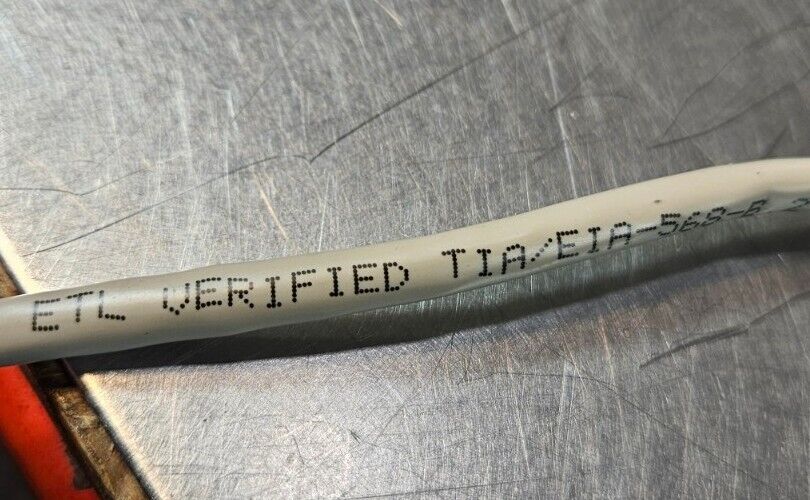 ETL VERIFIED TIA/EIA-568-B